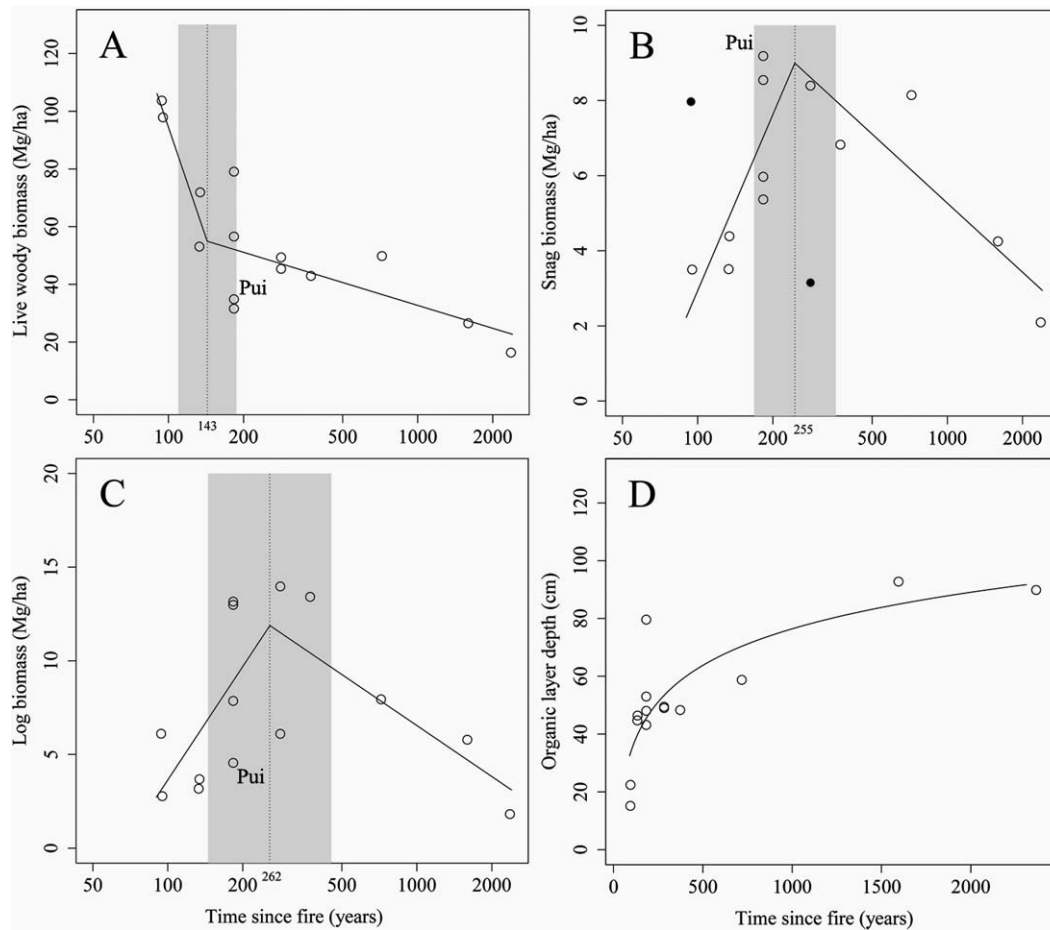 A
Live woody biomass (Mg/ha)
0 20 40 60 80 100 120
Pui
143
50 100 200 500 1000 2000
B
Snag biomass (Mg/ha)
0 2 4 6 8 10
Pui
255
50 100 200 500 1000 2000
C
Log biomass (Mg/ha)
0 5 10 15 20
Pui
262
50 100 200 500 1000 2000
Time since fire (years)
D
Organic layer depth (cm)
0 20 40 60 80 100 120
0 500 1000 1500 2000
Time since fire (years)